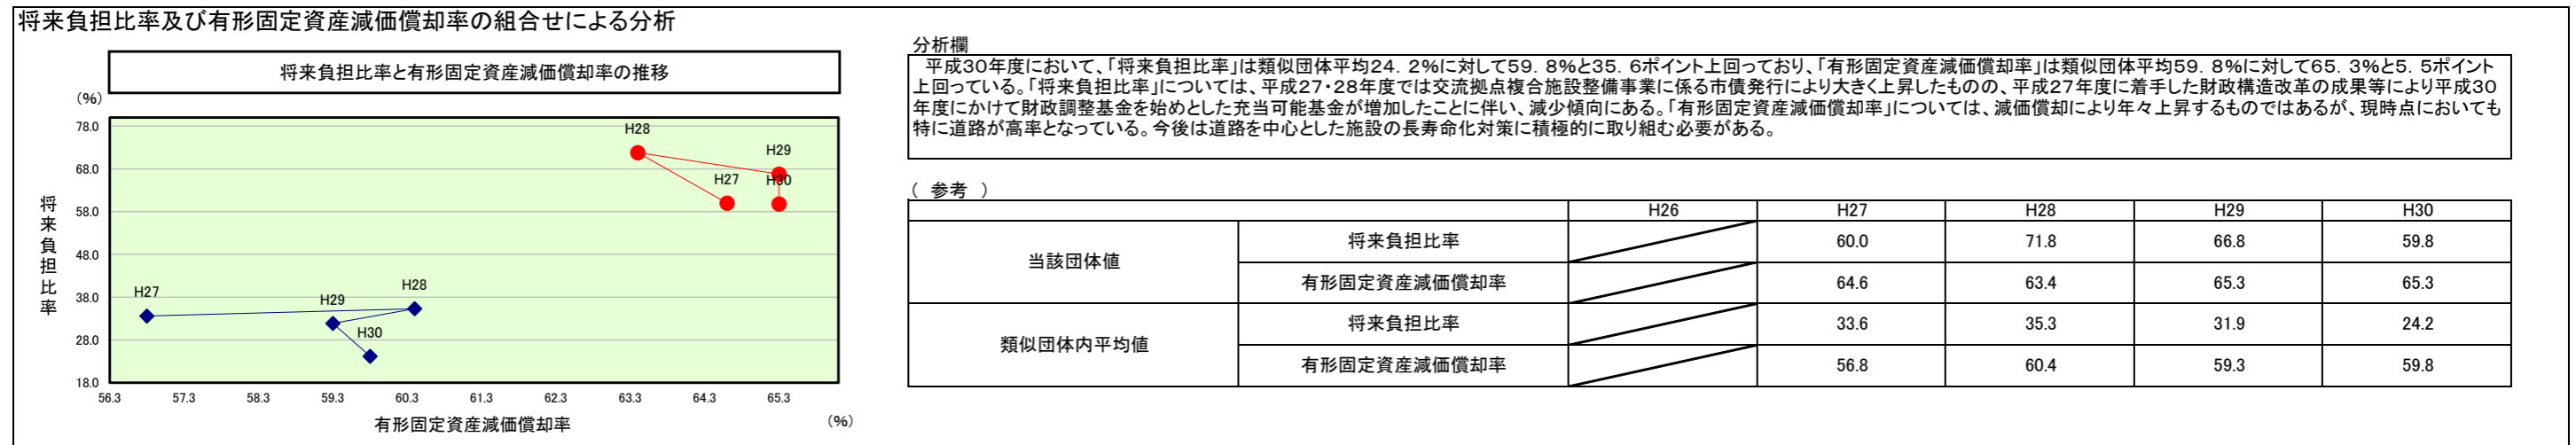 将来負担比率及び有形固定資産減価償却率の組合せによる分析
将来負担比率と有形固定資産減価償却率の推移
(%)
78.0
68.0
58.0
48.0
38.0
28.0
18.0
将来負担比率
H28
H29
H27
H30
H27
H29
H28
H30
56.3 57.3 58.3 59.3 60.3 61.3 62.3 63.3 64.3 65.3
有形固定資産減価償却率
(%)
分析欄
平成30年度において、「将来負担比率」は類似団体平均24.2%に対して59.8%と35.6ポイント上回っており、「有形固定資産減価償却率」は類似団体平均59.8%に対して65.3%と5.5ポイント
上回っている。「将来負担比率」については、平成27・28年度では交流拠点複合施設整備事業に係る市債発行により大きく上昇したものの、平成27年度に着手した財政構造改革の成果等により平成30
年度にかけて財政調整基金を始めとした充当可能基金が増加したことに伴い、減少傾向にある。「有形固定資産減価償却率」については、減価償却により年々上昇するものではあるが、現時点においても
特に道路が高率となっている。今後は道路を中心とした施設の長寿命化対策に積極的に取り組む必要がある。
( 参考 )
H26 H27 H28 H29 H30
当該団体値
将来負担比率 60.0 71.8 66.8 59.8
有形固定資産減価償却率 64.6 63.4 65.3 65.3
類似団体内平均値
将来負担比率 33.6 35.3 31.9 24.2
有形固定資産減価償却率 56.8 60.4 59.3 59.8